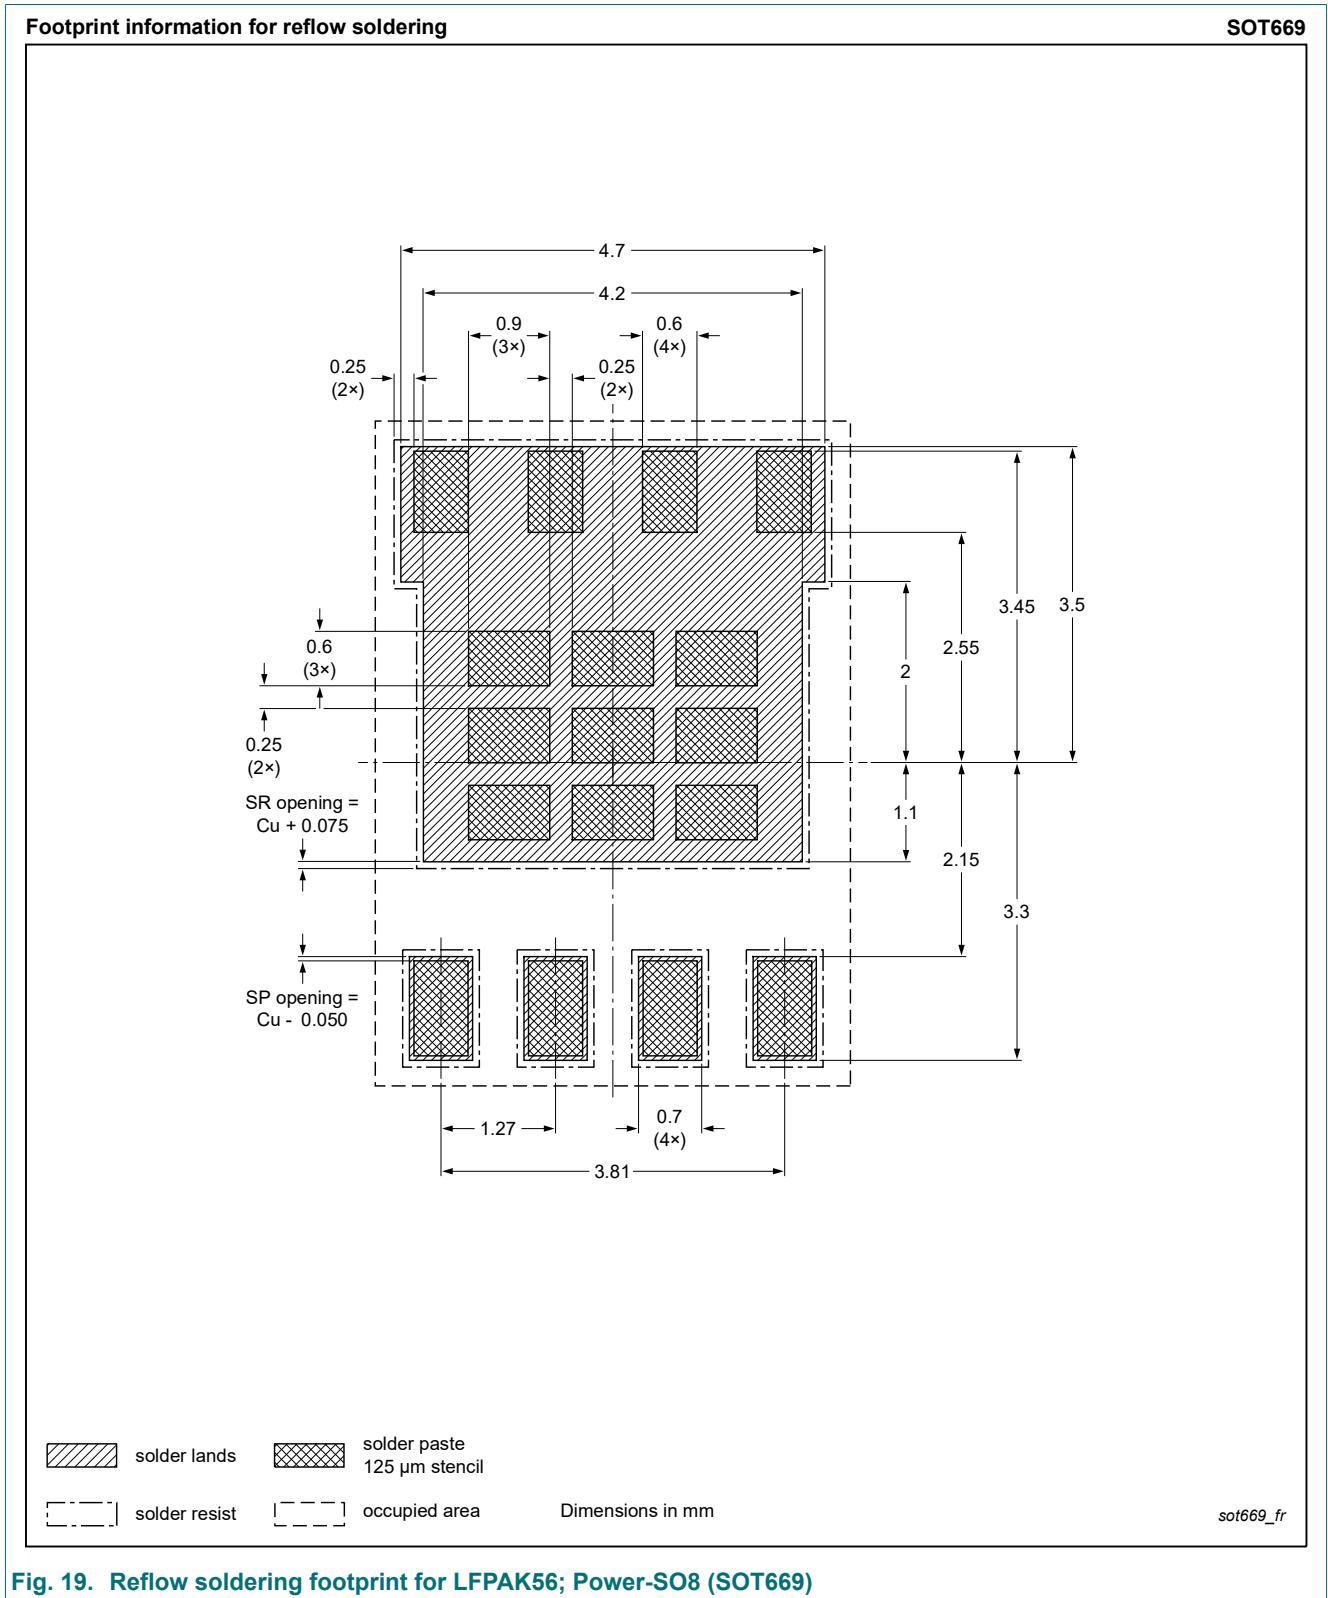 Footprint information for reflow soldering
SOT669
4.7
4.2
0.9
(3×)
0.6
(4×)
0.25
(2×)
0.25
(2×)
3.45
3.5
0.6
(3×)
2.55
2
0.25
(2×)
SR opening =
Cu + 0.075
1.1
2.15
3.3
SP opening =
Cu - 0.050
1.27
0.7
(4×)
3.81
solder lands
solder paste
125 µm stencil
solder resist
occupied area
Dimensions in mm
sot669_fr
Fig. 19. Reflow soldering footprint for LFPAK56; Power-SO8 (SOT669)